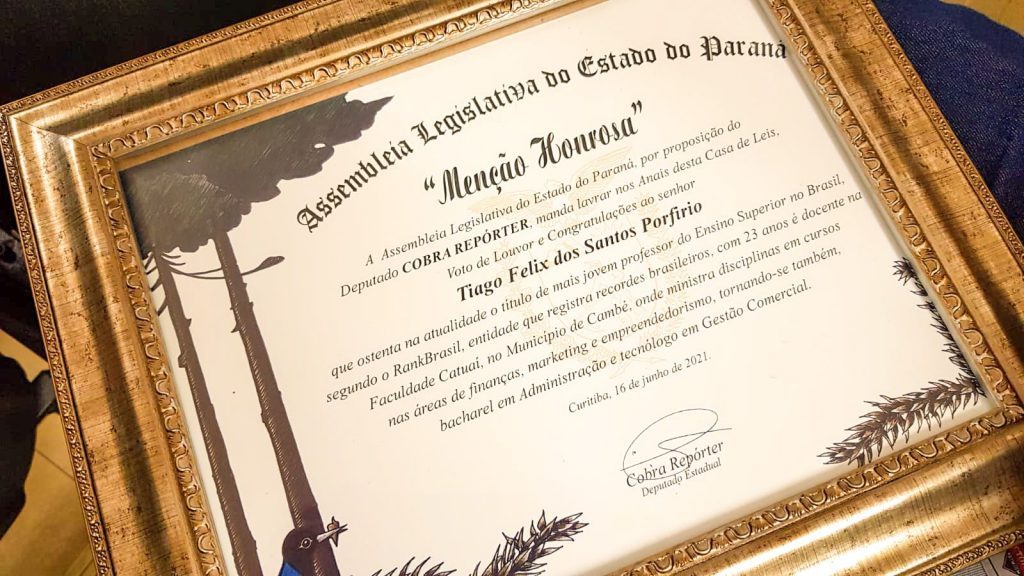 Assembleia Legislativa do Estado do Paraná
"Menção Honrosa"
A Assembleia Legislativa do Estado do Paraná, por proposição do
Deputado COBRA REPÓRTER, manda lavrar nos Anais desta Casa de Leis,
Voto de Louvor e Congratulações ao senhor
Tiago Felix dos Santos Porfirio
que ostenta na atualidade o título de mais jovem professor do Ensino Superior no Brasil,
segundo o RankBrasil, entidade que registra recordes brasileiros, com 23 anos é docente na
Faculdade Catuaí, no Município de Cambé, onde ministra disciplinas em cursos
nas áreas de finanças, marketing e empreendedorismo, tornando-se também,
bacharel em Administração e tecnólogo em Gestão Comercial.
Curitiba, 16 de junho de 2021.
Cobra Repórter
Deputado Estadual